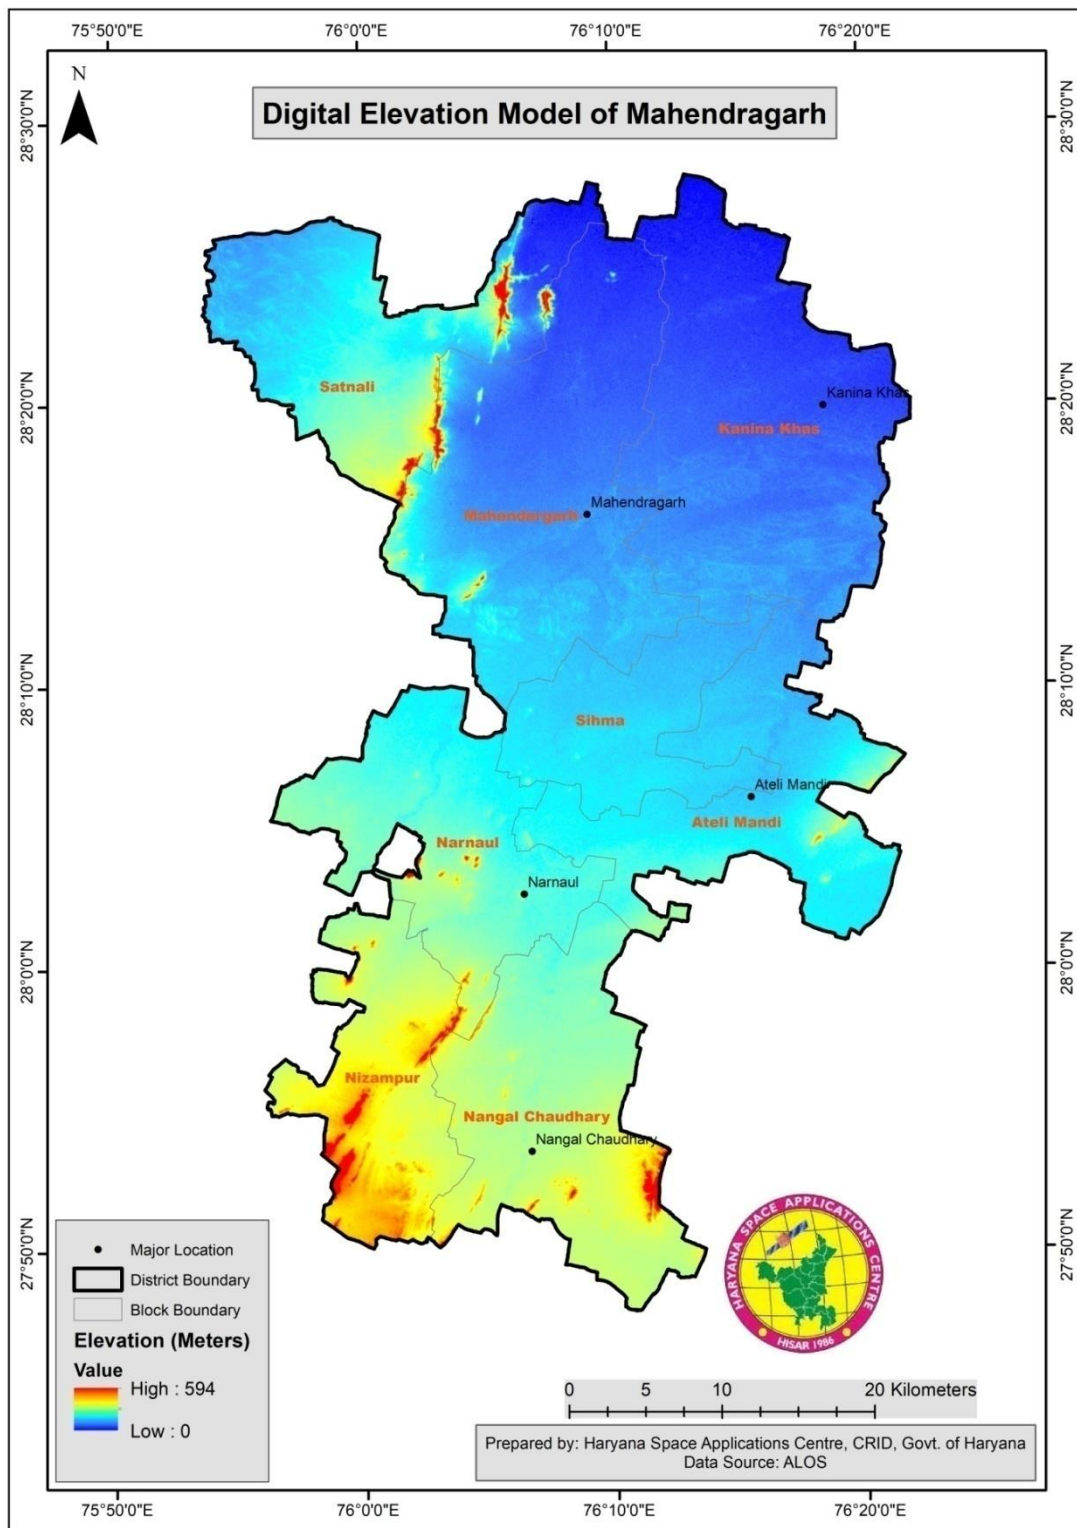 75°50'0"E 76°0'0"E 76°10'0"E 76°20'0"E
N
Digital Elevation Model of Mahendragarh
28°30'0"N 28°30'0"N
Satnali
28°20'0"N 28°20'0"N
Kanina Khas
Kanina Khas
Mahendragarh
Mahendergarh
28°10'0"N 28°10'0"N
Sihma
Ateli Mandi
Ateli Mandi
Narnaul
Narnaul
28°0'0"N 28°0'0"N
Nizampur
Nangal Chaudhary
Nangal Chaudhary
27°50'0"N 27°50'0"N
Major Location
District Boundary
Block Boundary
Elevation (Meters)
Value
High : 594
Low : 0
HARYANA SPACE APPLICATIONS CENTRE
HISAR 1986
0 5 10 20 Kilometers
Prepared by: Haryana Space Applications Centre, CRID, Govt. of Haryana
Data Source: ALOS
75°50'0"E 76°0'0"E 76°10'0"E 76°20'0"E